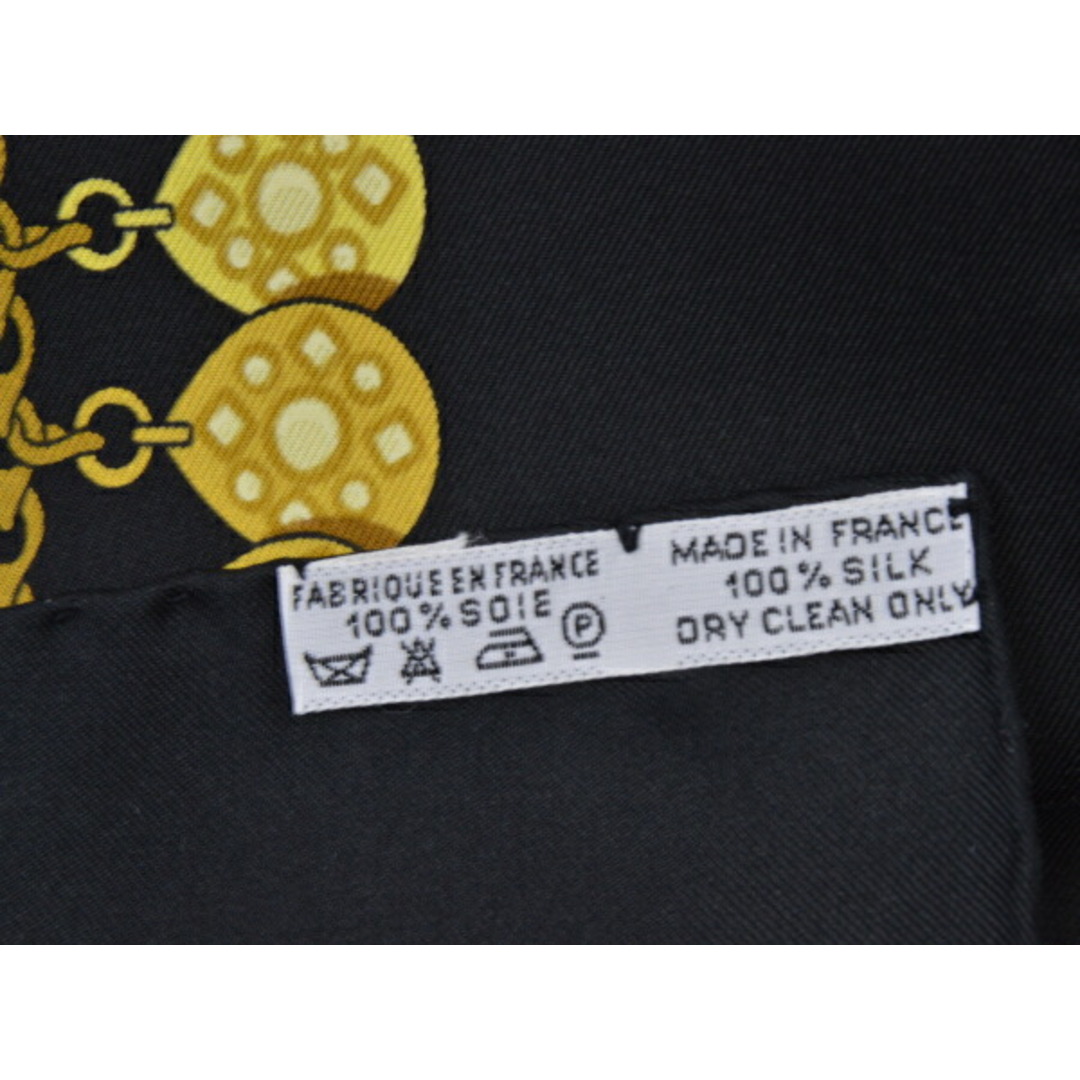 FABRIQUE EN FRANCE
100% SOIE
P
MADE IN FRANCE
100% SILK
DRY CLEAN ONLY